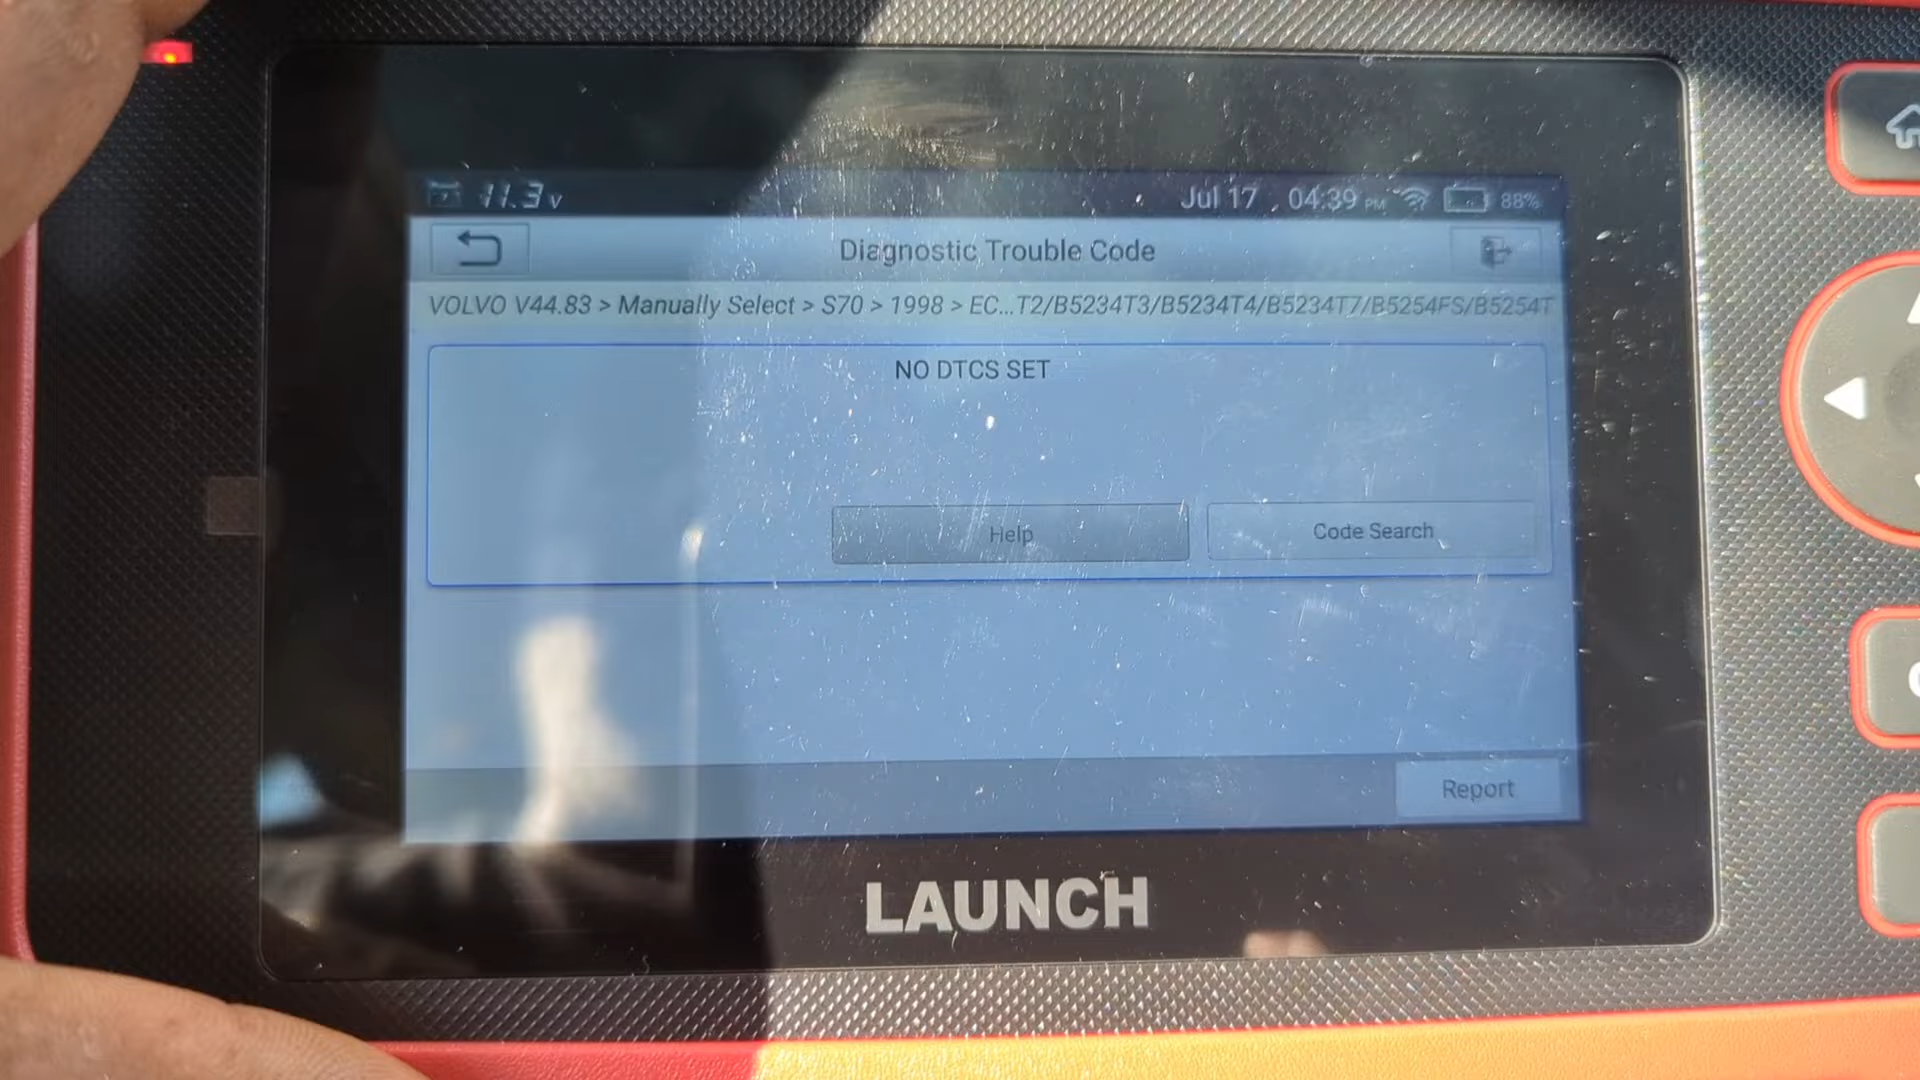 11.3 v
Jul 17 04:39 PM 88%
Diagnostic Trouble Code
VOLVO V44.83 > Manually Select > S70 > 1998 > EC...T2/B5234T3/B5234T4/B5234T7/B5254FS/B5254T
NO DTCS SET
Help
Code Search
Report
LAUNCH